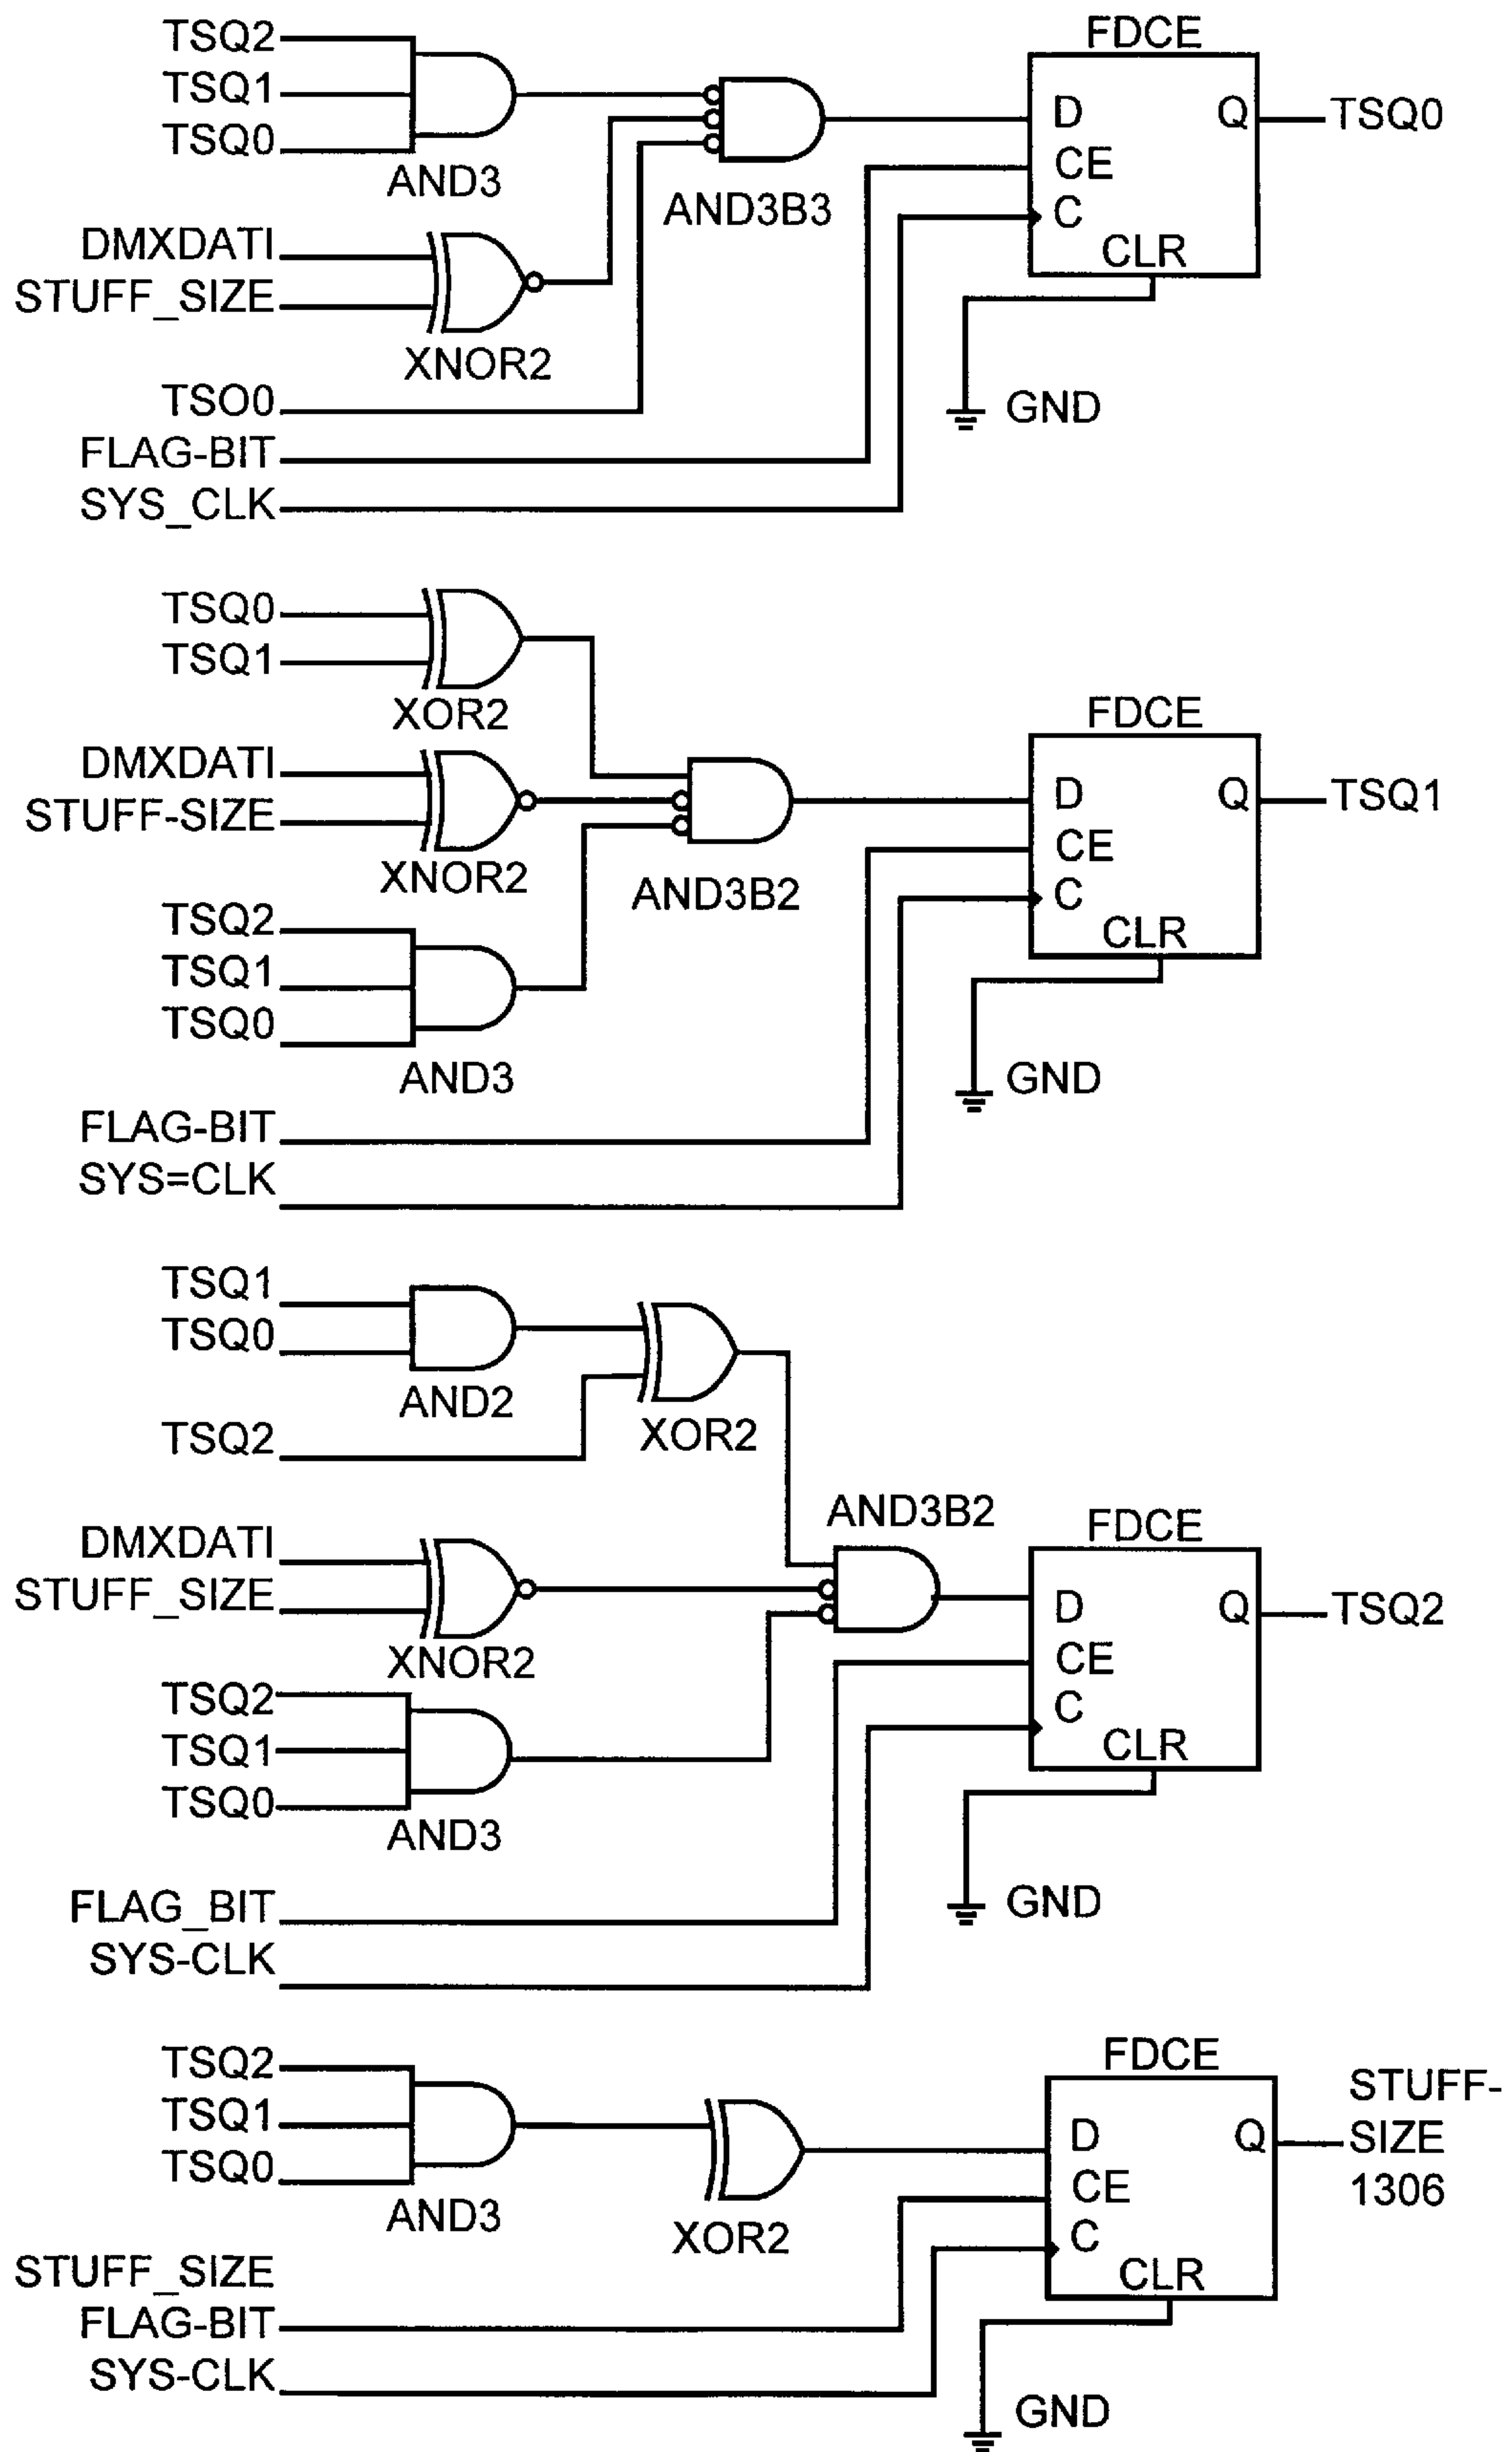 FDCE
TSQ2
TSQ1
TSQ0
AND3
AND3B3
D
Q
TSQ0
CE
C
CLR
DMXDATI
STUFF_SIZE
XNOR2
TSO0
GND
FLAG-BIT
SYS_CLK
TSQ0
TSQ1
XOR2
FDCE
DMXDATI
STUFF-SIZE
XNOR2
AND3B2
D
Q
TSQ1
CE
C
CLR
TSQ2
TSQ1
TSQ0
AND3
GND
FLAG-BIT
SYS=CLK
TSQ1
TSQ0
AND2
TSQ2
XOR2
AND3B2
FDCE
DMXDATI
STUFF_SIZE
XNOR2
D
Q
TSQ2
CE
C
CLR
TSQ2
TSQ1
TSQ0
AND3
GND
FLAG_BIT
SYS-CLK
FDCE
TSQ2
TSQ1
TSQ0
AND3
XOR2
D
Q
STUFF-
SIZE
1306
CE
C
CLR
STUFF_SIZE
FLAG-BIT
SYS-CLK
GND